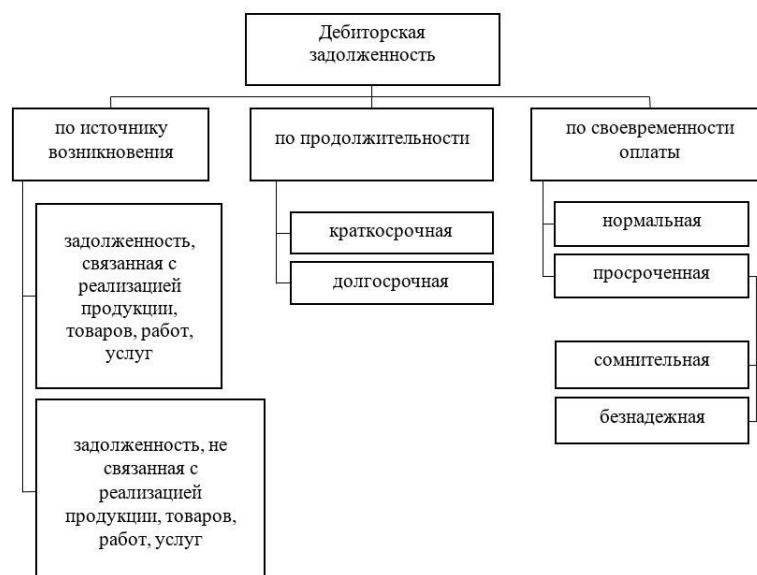 Дебиторская
задолженность
по источнику
возникновения
задолженность,
связанная с
реализацией
продукции,
товаров, работ,
услуг
задолженность, не
связанная с
реализацией
продукции, товаров,
работ, услуг
по продолжительности
краткосрочная
долгосрочная
по своевременности
оплаты
нормальная
просроченная
сомнительная
безнадежная